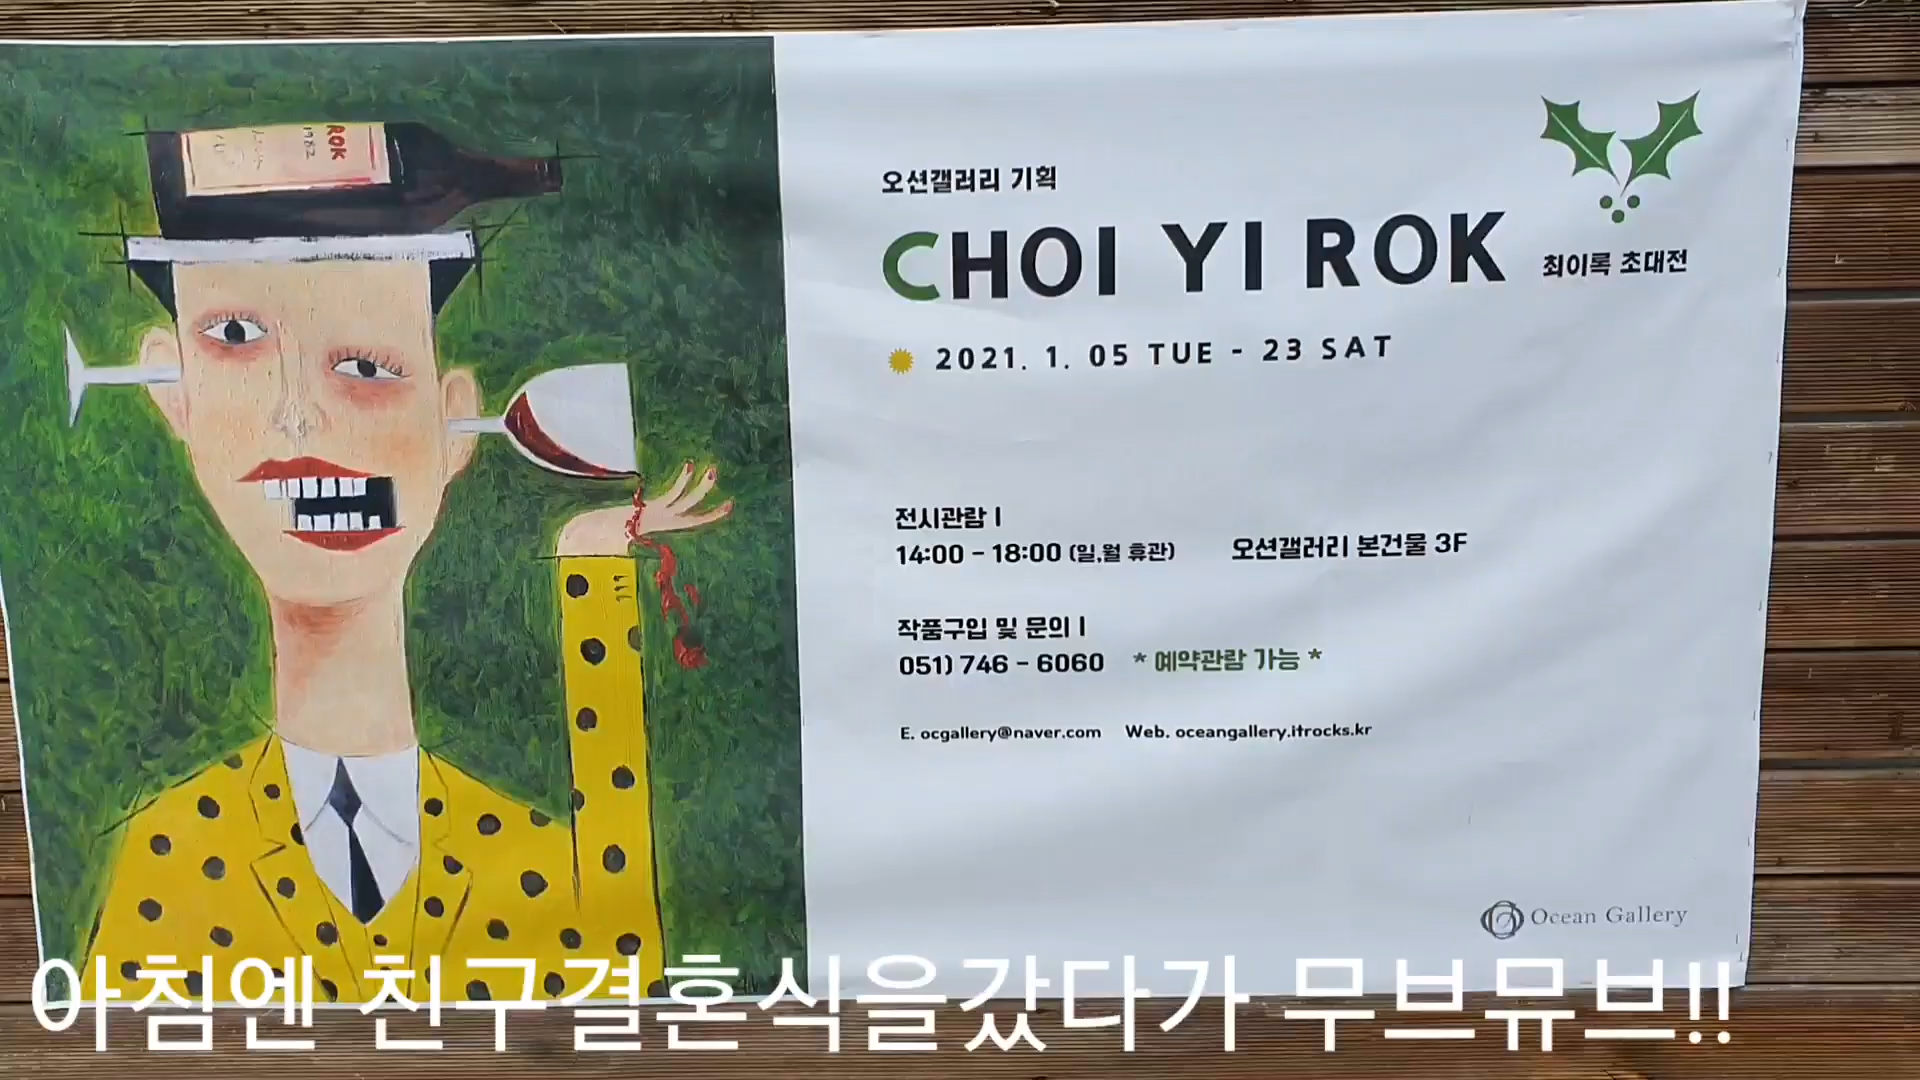 ROK
1982
오션갤러리 기획
CHOI YI ROK
최이록 초대전
2021. 1. 05 TUE - 23 SAT
전시관람 |
14:00 - 18:00 (일,월 휴관)
오션갤러리 본건물 3F
작품구입 및 문의 |
051) 746 - 6060 * 예약관람 가능 *
E. ocgallery@naver.com Web. oceangallery.itrocks.kr
Ocean Gallery
아침엔 친구결혼식을갔다가 무브뮤브!!